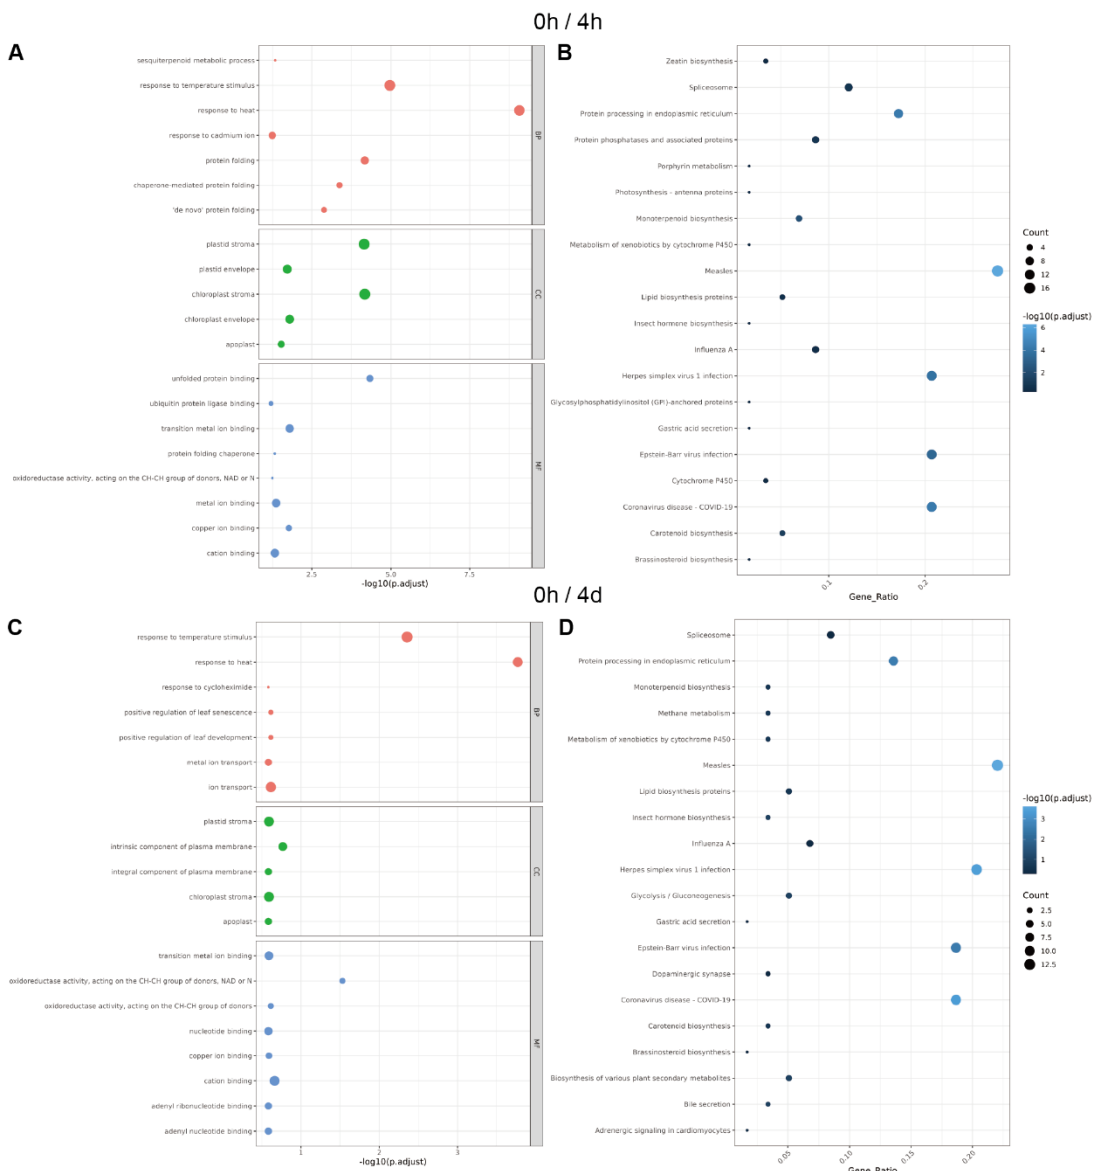 0h / 4h
A
sesquiterpenoid metabolic process
response to temperature stimulus
response to heat
response to cadmium ion
protein folding
chaperone-mediated protein folding
'de novo' protein folding
BP
plastid stroma
plastid envelope
chloroplast stroma
chloroplast envelope
apoplast
CC
unfolded protein binding
ubiquitin protein ligase binding
transition metal ion binding
protein folding chaperone
oxidoreductase activity, acting on the CH-CH group of donors, NAD or N
metal ion binding
copper ion binding
cation binding
MF
2.5 5.0 7.5
-log10(p.adjust)
B
Zeatin biosynthesis
Spliceosome
Protein processing in endoplasmic reticulum
Protein phosphatases and associated proteins
Porphyrin metabolism
Photosynthesis - antenna proteins
Monoterpenoid biosynthesis
Metabolism of xenobiotics by cytochrome P450
Measles
Lipid biosynthesis proteins
Insect hormone biosynthesis
Influenza A
Herpes simplex virus 1 infection
Glycosylphosphatidylinositol (GPI)-anchored proteins
Gastric acid secretion
Epstein-Barr virus infection
Cytochrome P450
Coronavirus disease - COVID-19
Carotenoid biosynthesis
Brassinosteroid biosynthesis
0.1 0.2
Gene_Ratio
Count
4
8
12
16
-log10(p.adjust)
6
4
2
0h / 4d
C
response to temperature stimulus
response to heat
response to cycloheximide
positive regulation of leaf senescence
positive regulation of leaf development
metal ion transport
ion transport
BP
plastid stroma
intrinsic component of plasma membrane
integral component of plasma membrane
chloroplast stroma
apoplast
CC
transition metal ion binding
oxidoreductase activity, acting on the CH-CH group of donors, NAD or N
oxidoreductase activity, acting on the CH-CH group of donors
nucleotide binding
copper ion binding
cation binding
adenyl ribonucleotide binding
adenyl nucleotide binding
MF
1 2 3
-log10(p.adjust)
D
Spliceosome
Protein processing in endoplasmic reticulum
Monoterpenoid biosynthesis
Methane metabolism
Metabolism of xenobiotics by cytochrome P450
Measles
Lipid biosynthesis proteins
Insect hormone biosynthesis
Influenza A
Herpes simplex virus 1 infection
Glycolysis / Gluconeogenesis
Gastric acid secretion
Epstein-Barr virus infection
Dopaminergic synapse
Coronavirus disease - COVID-19
Carotenoid biosynthesis
Brassinosteroid biosynthesis
Biosynthesis of various plant secondary metabolites
Bile secretion
Adrenergic signaling in cardiomyocytes
0.05 0.10 0.15 0.20
Gene_Ratio
-log10(p.adjust)
3
2
1
Count
2.5
5.0
7.5
10.0
12.5